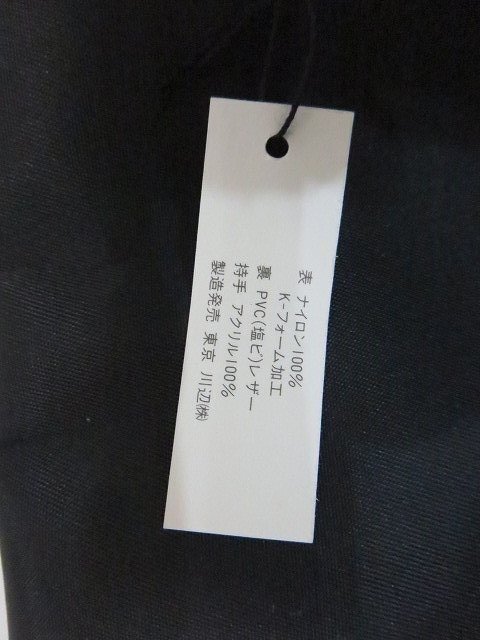 表 ナイロン100%
K-フォーム加工
裏 PVC(塩ビ)レザー
持手 アクリル100%
製造発売 東京 川辺㈱